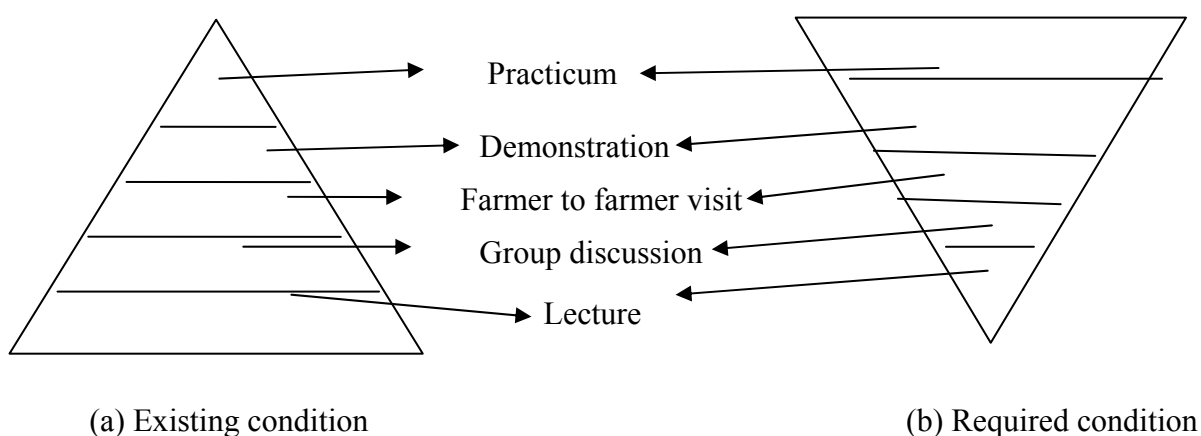 Practicum
Demonstration
Farmer to farmer visit
Group discussion
Lecture
(a) Existing condition
(b) Required condition